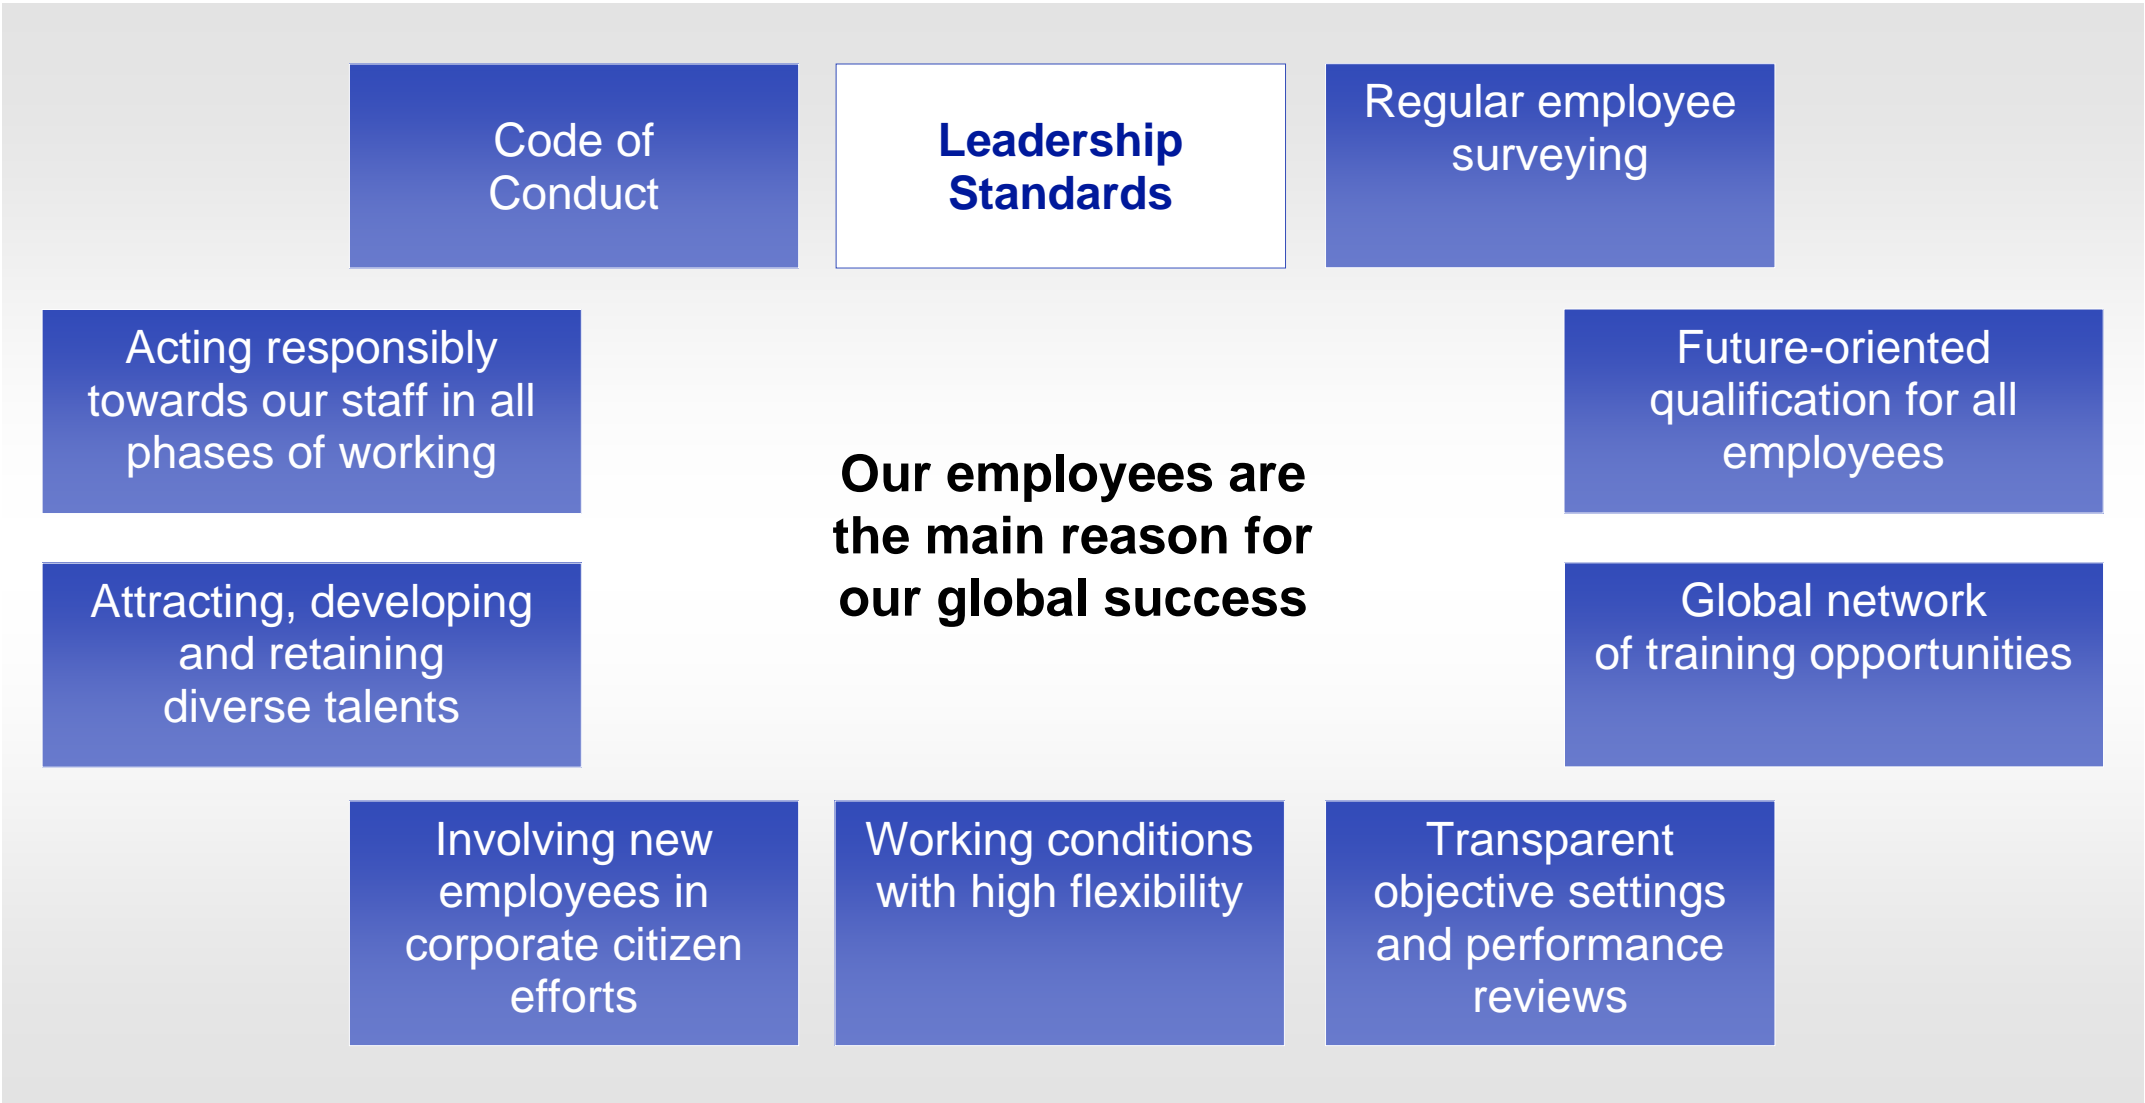 Code of
Conduct
Leadership
Standards
Regular employee
surveying
Acting responsibly
towards our staff in all
phases of working
Future-oriented
qualification for all
employees
Our employees are
the main reason for
our global success
Attracting, developing
and retaining
diverse talents
Global network
of training opportunities
Involving new
employees in
corporate citizen
efforts
Working conditions
with high flexibility
Transparent
objective settings
and performance
reviews